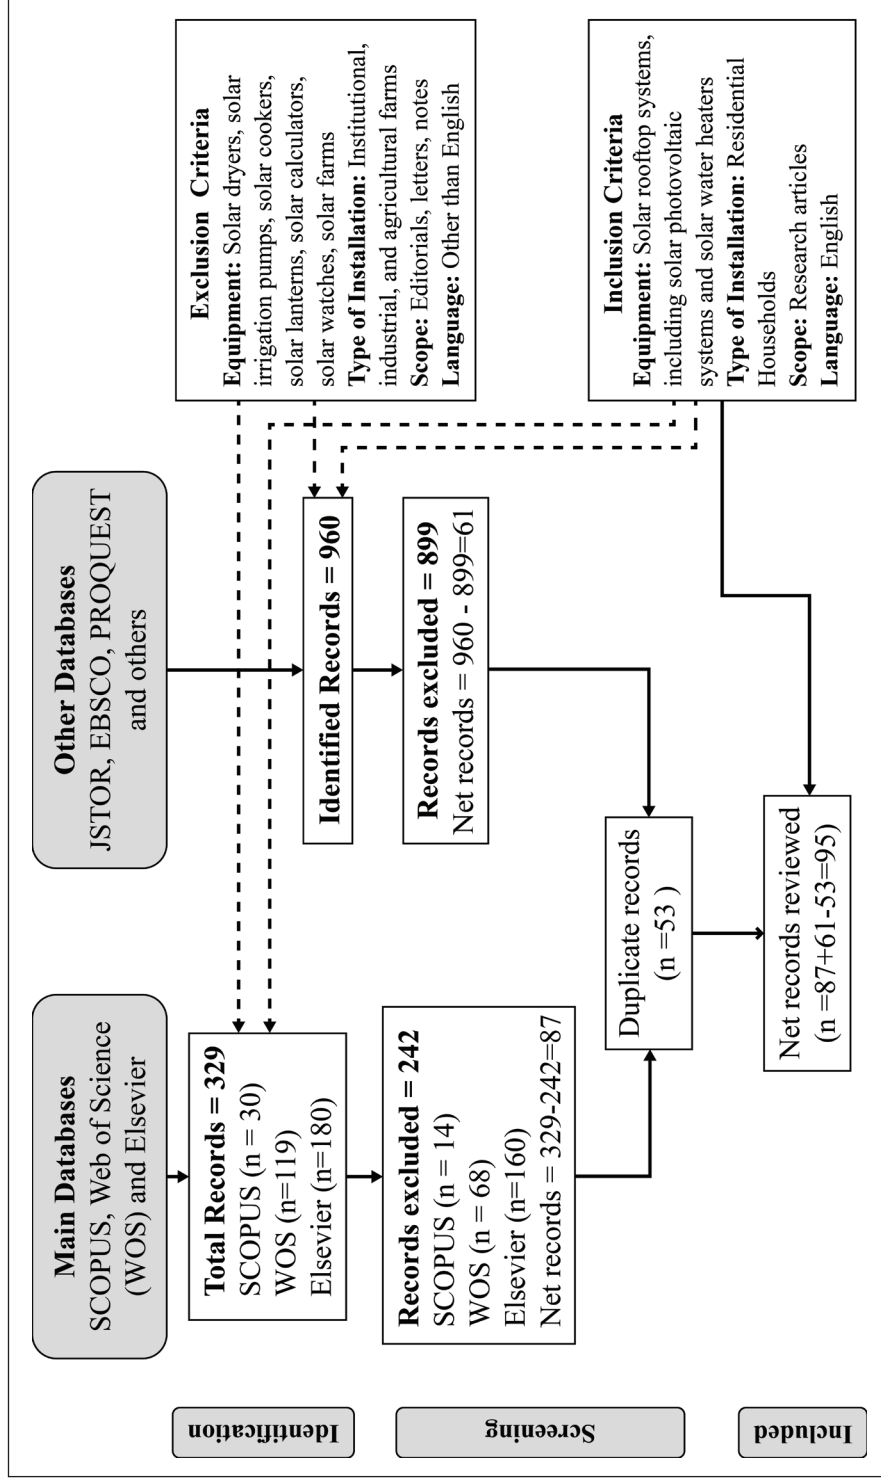 Main Databases
SCOPUS, Web of Science
(WOS) and Elsevier
Other Databases
JSTOR, EBSCO, PROQUEST
and others
Identification
Total Records = 329
SCOPUS (n = 30)
WOS (n=119)
Elsevier (n=180)
Identified Records = 960
Exclusion Criteria
Equipment: Solar dryers, solar
irrigation pumps, solar cookers,
solar lanterns, solar calculators,
solar watches, solar farms
Type of Installation: Institutional,
industrial, and agricultural farms
Scope: Editorials, letters, notes
Language: Other than English
Screening
Records excluded = 242
SCOPUS (n = 14)
WOS (n = 68)
Elsevier (n=160)
Net records = 329-242=87
Records excluded = 899
Net records = 960 - 899=61
Duplicate records
(n =53 )
Inclusion Criteria
Equipment: Solar rooftop systems,
including solar photovoltaic
systems and solar water heaters
Type of Installation: Residential
Households
Scope: Research articles
Language: English
Included
Net records reviewed
(n =87+61-53=95)